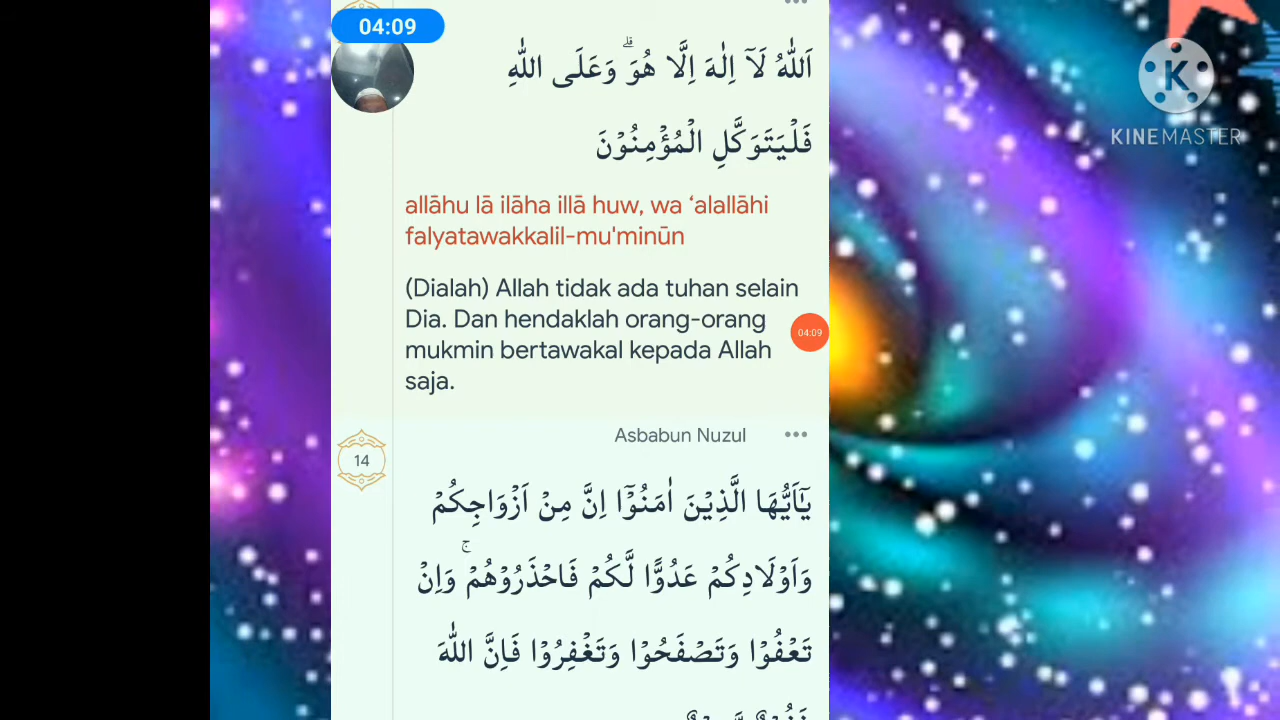 04:09
اَللّٰهُ لَآ اِلٰهَ اِلَّا هُوَۗ وَعَلَى اللّٰهِ
فَلْيَتَوَكَّلِ الْمُؤْمِنُوْنَ
allāhu lā ilāha illā huw, wa ‘alallāhi
falyatawakkalil-mu'minūn
(Dialah) Allah tidak ada tuhan selain
Dia. Dan hendaklah orang-orang
mukmin bertawakal kepada Allah
saja.
04:09
Asbabun Nuzul
14
يٰٓاَيُّهَا الَّذِيْنَ اٰمَنُوْٓا اِنَّ مِنْ اَزْوَاجِكُمْ
وَاَوْلَادِكُمْ عَدُوًّا لَّكُمْ فَاحْذَرُوْهُمْۚ وَاِنْ
تَعْفُوْا وَتَصْفَحُوْا وَتَغْفِرُوْا فَاِنَّ اللّٰهَ
K
KINEMASTER